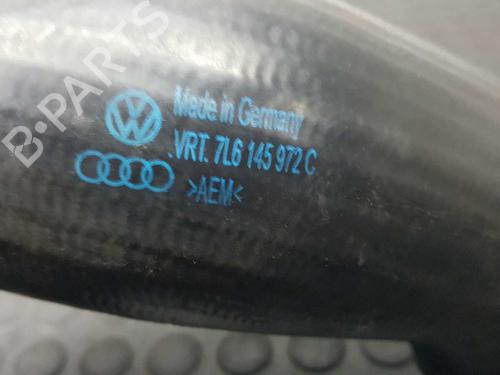 B-PARTS
Made in Germany
VRT. 7L6 145 972 C
>AEM<